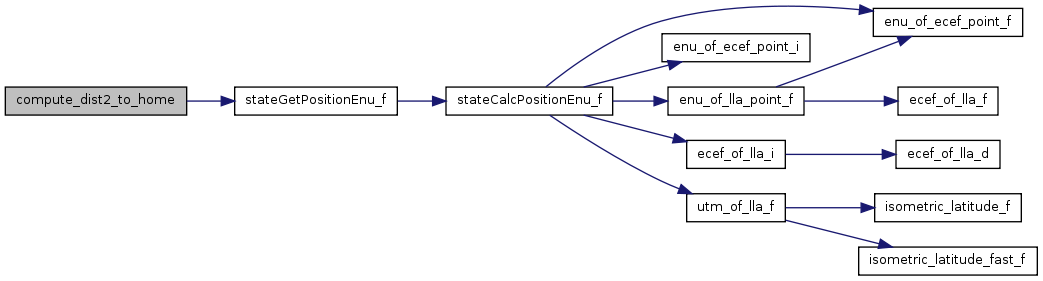 compute_dist2_to_home
stateGetPositionEnu_f
stateCalcPositionEnu_f
enu_of_ecef_point_f
enu_of_ecef_point_i
enu_of_lla_point_f
ecef_of_lla_f
ecef_of_lla_i
ecef_of_lla_d
utm_of_lla_f
isometric_latitude_f
isometric_latitude_fast_f